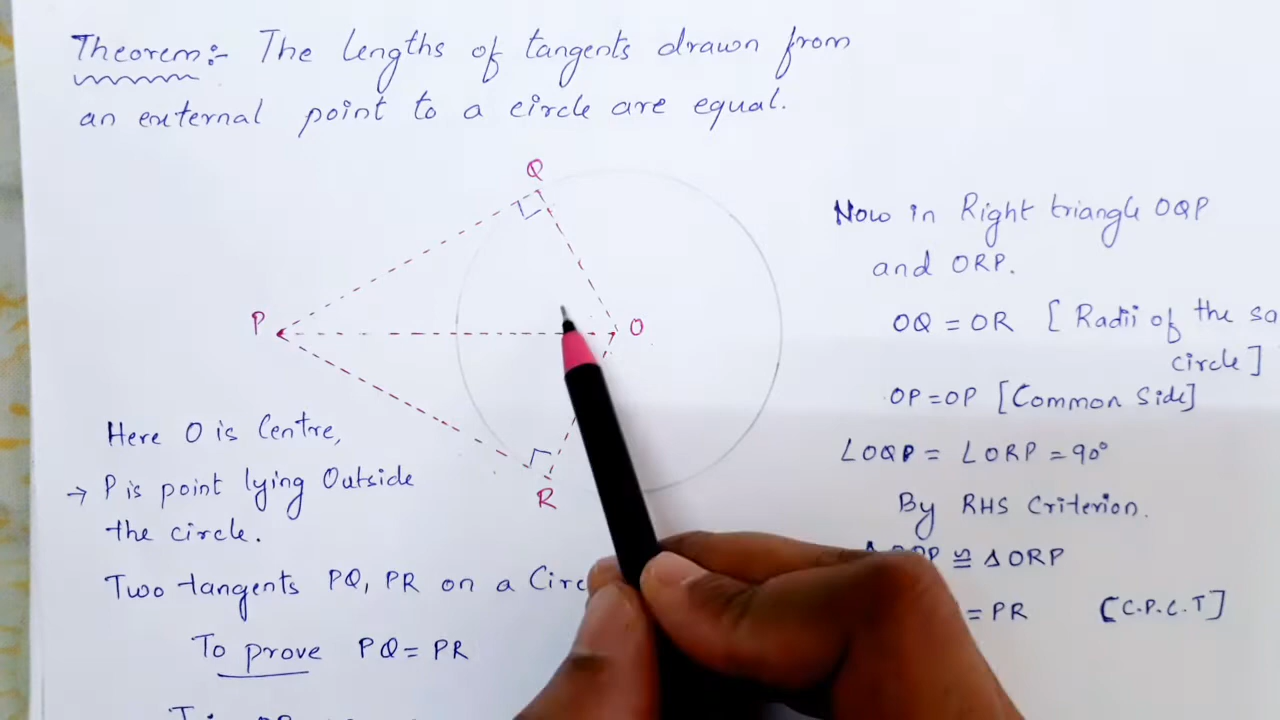 Theorem:- The lengths of tangents drawn from
an external point to a circle are equal.
Q
P
O
R
Here O is Centre,
→ P is point lying Outside
the circle.
Two tangents PQ, PR on a
To prove PQ = PR
Now in Right triangle OQP
and ORP.
OQ = OR [Radii of the
circle]
OP = OP [Common Side]
∠OQP = ∠ORP = 90°
By RHS Criterion.
≅ ΔORP
= PR [C.P.C.T]